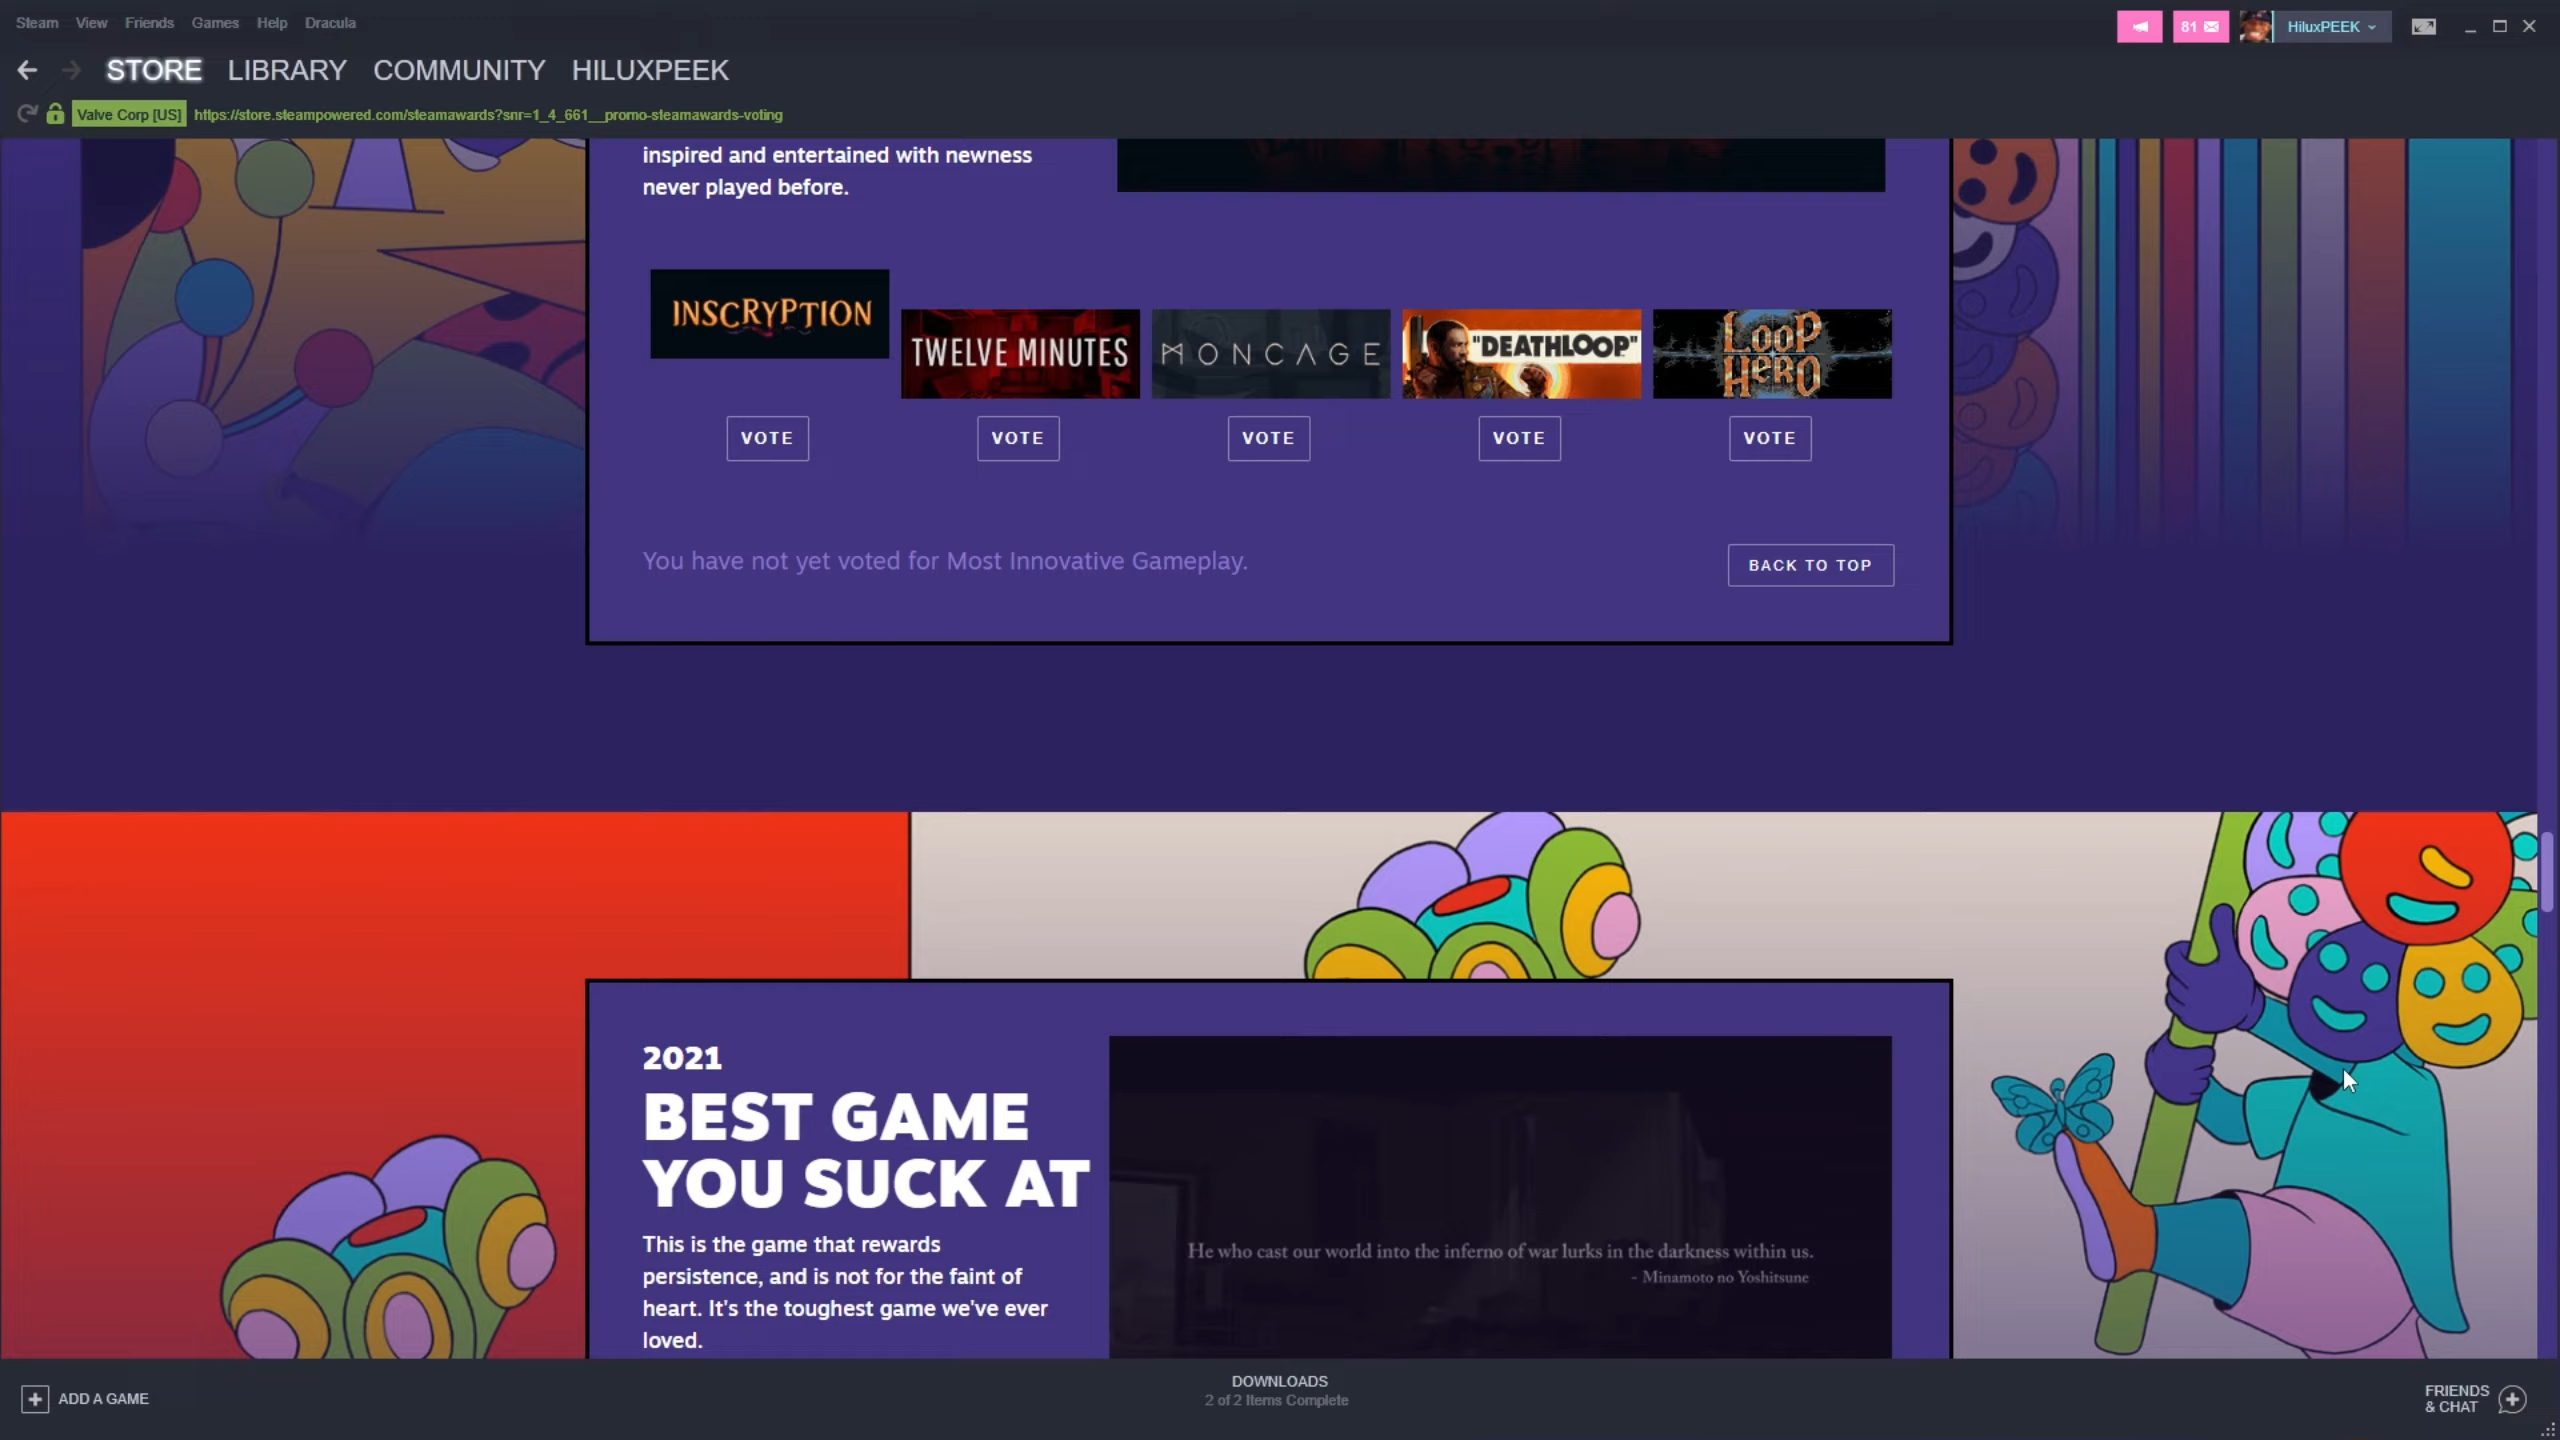 Steam View Friends Games Help Dracula
81
HiluxPEEK
STORE LIBRARY COMMUNITY HILUXPEEK
Valve Corp [US] https://store.steampowered.com/steamawards?snr=1_4_661__promo-steamawards-voting
inspired and entertained with newness
never played before.
INSCRYPTION
TWELVE MINUTES
MONCAGE
"DEATHLOOP"
LOOP
HERO
VOTE VOTE VOTE VOTE VOTE
You have not yet voted for Most Innovative Gameplay.
BACK TO TOP
2021
BEST GAME
YOU SUCK AT
This is the game that rewards
persistence, and is not for the faint of
heart. It's the toughest game we've ever
loved.
He who cast our world into the inferno of war lurks in the darkness within us.
- Minamoto no Yoshitsune
ADD A GAME
DOWNLOADS
2 of 2 Items Complete
FRIENDS
& CHAT